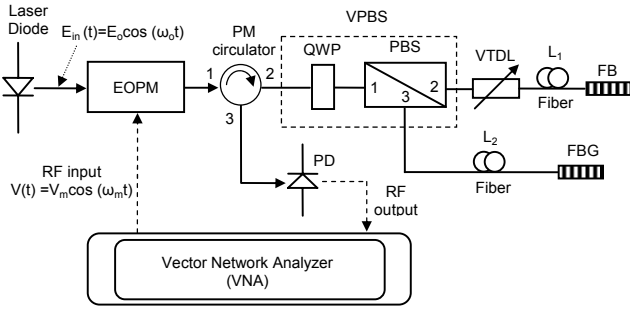 Laser
Diode
E_in (t)=E_o cos (ω_o t)
PM
circulator
VPBS
QWP
PBS
VTDL
L_1
FB
EOPM
1
2
3
1
2
3
Fiber
L_2
FBG
Fiber
PD
RF
output
RF input
V(t) =V_m cos (ω_m t)
Vector Network Analyzer
(VNA)